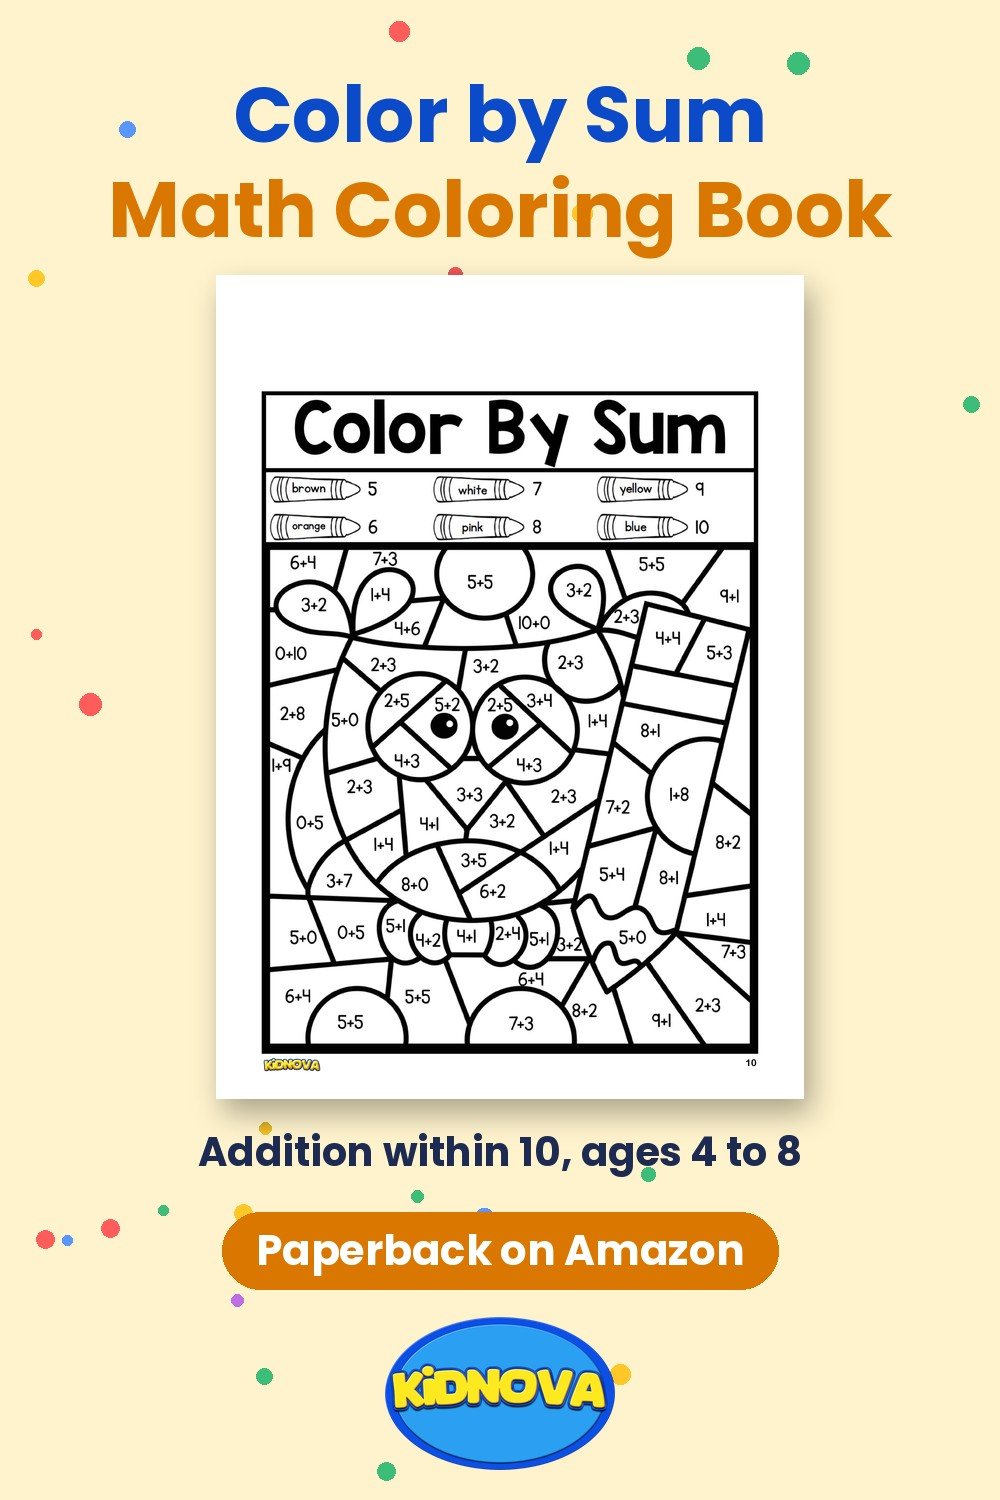 Color by Sum
Math Coloring Book
Color By Sum
brown 5 white 7 yellow 9
orange 6 pink 8 blue 10
6+4 7+3 5+5 5+5
3+2 1+4 3+2 9+1
4+6 10+0 2+3 4+4
0+10 2+3 3+2 2+3 5+3
2+8 5+0 2+5 5+2 2+5 3+4 1+4 8+1
1+9 4+3 4+3
2+3 3+3 2+3 7+2 1+8
0+5 4+1 3+2
1+4 3+5 1+4 8+2
3+7 8+0 6+2 5+4 8+1
5+0 0+5 5+1 4+2 4+1 2+4 5+1 3+2 5+0 1+4
7+3
6+4 5+5 6+4 8+2 2+3
5+5 7+3 9+1
KiDNOVA 10
Addition within 10, ages 4 to 8
Paperback on Amazon
KiDNOVA